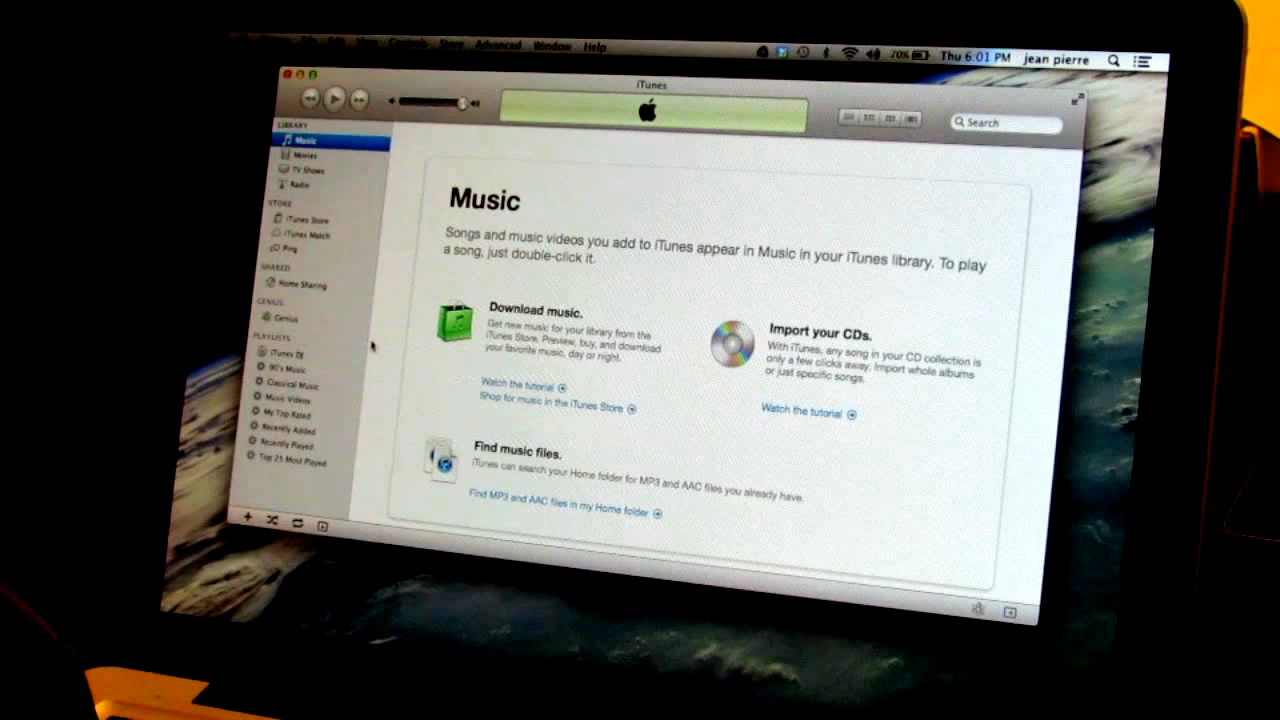 Controls Store Advanced Window Help
70% Thu 6:01 PM jean pierre
iTunes
Search
LIBRARY
Music
Movies
TV Shows
Radio
STORE
iTunes Store
iTunes Match
Ping
SHARED
Home Sharing
GENIUS
Genius
PLAYLISTS
iTunes DJ
90's Music
Classical Music
Music Videos
My Top Rated
Recently Added
Recently Played
Top 25 Most Played
Music
Songs and music videos you add to iTunes appear in Music in your iTunes library. To play
a song, just double-click it.
Download music.
Get new music for your library from the
iTunes Store. Preview, buy, and download
your favorite music, day or night.
Watch the tutorial
Shop for music in the iTunes Store
Import your CDs.
With iTunes, any song in your CD collection is
only a few clicks away. Import whole albums
or just specific songs.
Watch the tutorial
Find music files.
iTunes can search your Home folder for MP3 and AAC files you already have.
Find MP3 and AAC files in my Home folder